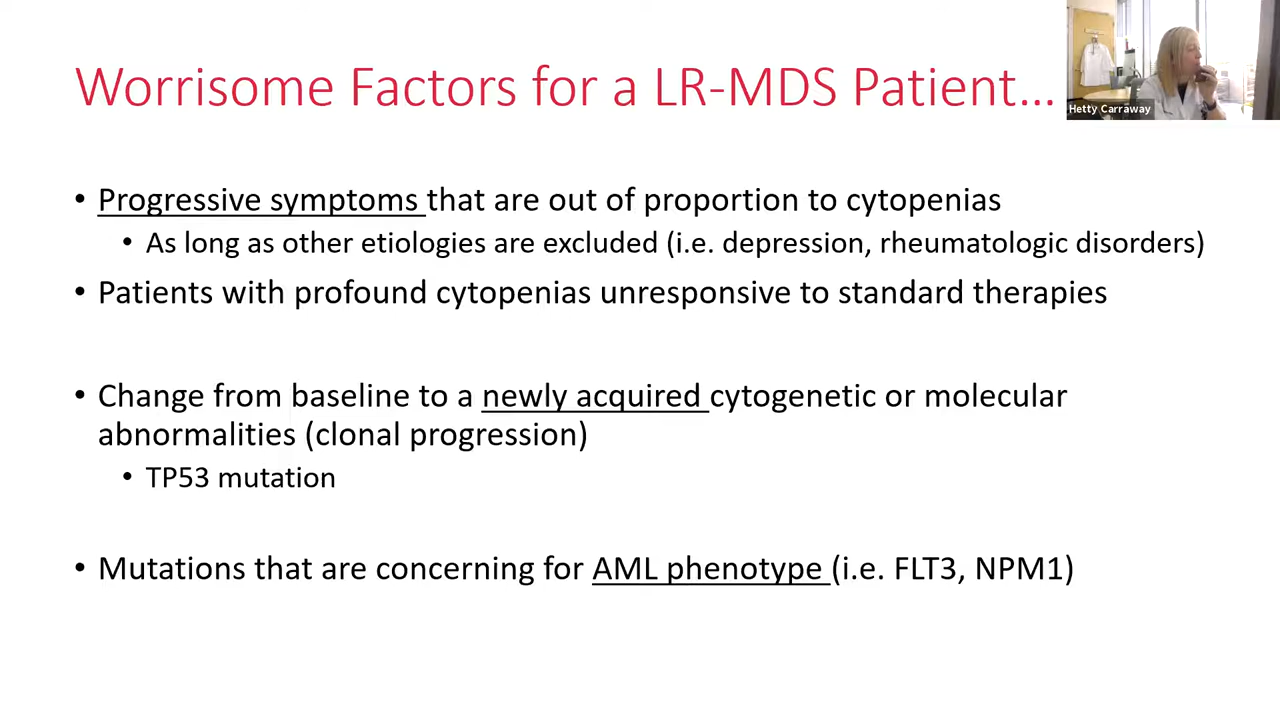 Worrisome Factors for a LR-MDS Patient...
Hetty Carraway
• Progressive symptoms that are out of proportion to cytopenias
• As long as other etiologies are excluded (i.e. depression, rheumatologic disorders)
• Patients with profound cytopenias unresponsive to standard therapies
• Change from baseline to a newly acquired cytogenetic or molecular
abnormalities (clonal progression)
• TP53 mutation
• Mutations that are concerning for AML phenotype (i.e. FLT3, NPM1)